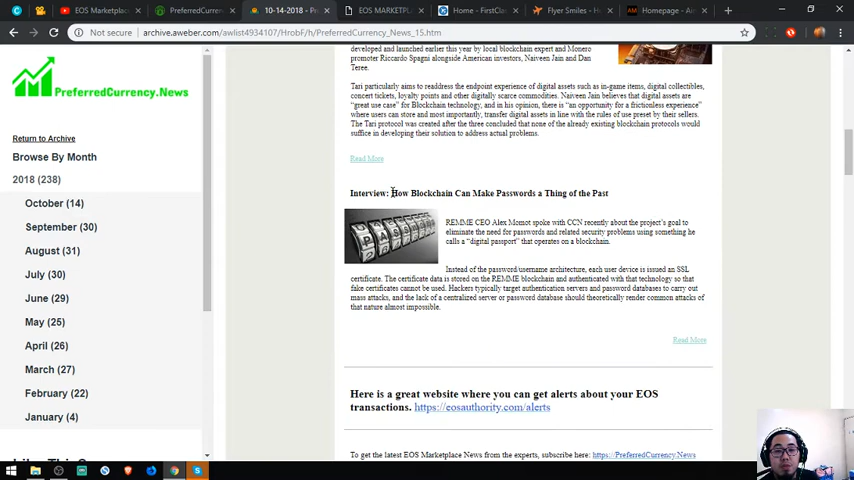 EOS Marketplace
PreferredCurrency.News
10-14-2018 - Pre
EOS MARKETPL
Home - FirstCla
Flyer Smiles - H
Homepage - Air
Not secure
archive.aweber.com/awlist4934107/HrobF/h/PreferredCurrency_News_15.htm
PreferredCurrency.News
Return to Archive
Browse By Month
2018 (238)
October (14)
September (30)
August (31)
July (30)
June (29)
May (25)
April (26)
March (27)
February (22)
January (4)
developed and launched earlier this year by local blockchain expert and Monero
promoter Riccardo Spagni alongside American investors, Naveen Jain and Dan
Teree.
Tari particularly aims to readdress the endpoint experience of digital assets such as in-game items, digital collectibles,
concert tickets, loyalty points and other digitally scarce commodities. Naveen Jain believes that digital assets are
"great use case" for Blockchain technology, and in his opinion, there is "an opportunity for a frictionless experience"
where users can store and most importantly, transfer digital assets in line with the rules of use preset by their sellers.
The Tari protocol was created after the three concluded that none of the already existing blockchain protocols would
suffice in developing their solution to address actual problems.
Read More
Interview: How Blockchain Can Make Passwords a Thing of the Past
PASSWORD
REMME CEO Alex Momot spoke with CCN recently about the project's goal to
eliminate the need for passwords and related security problems using something he
calls a "digital passport" that operates on a blockchain.
Instead of the password/username architecture, each user device is issued an SSL
certificate. The certificate data is stored on the REMME blockchain and authenticated with that technology so that
fake certificates cannot be used. Hackers typically target authentication servers and password databases to carry out
mass attacks, and the lack of a centralized server or password database should theoretically render common attacks of
that nature almost impossible.
Read More
Here is a great website where you can get alerts about your EOS
transactions. https://eosauthority.com/alerts
To get the latest EOS Marketplace News from the experts, subscribe here: https://PreferredCurrency.News